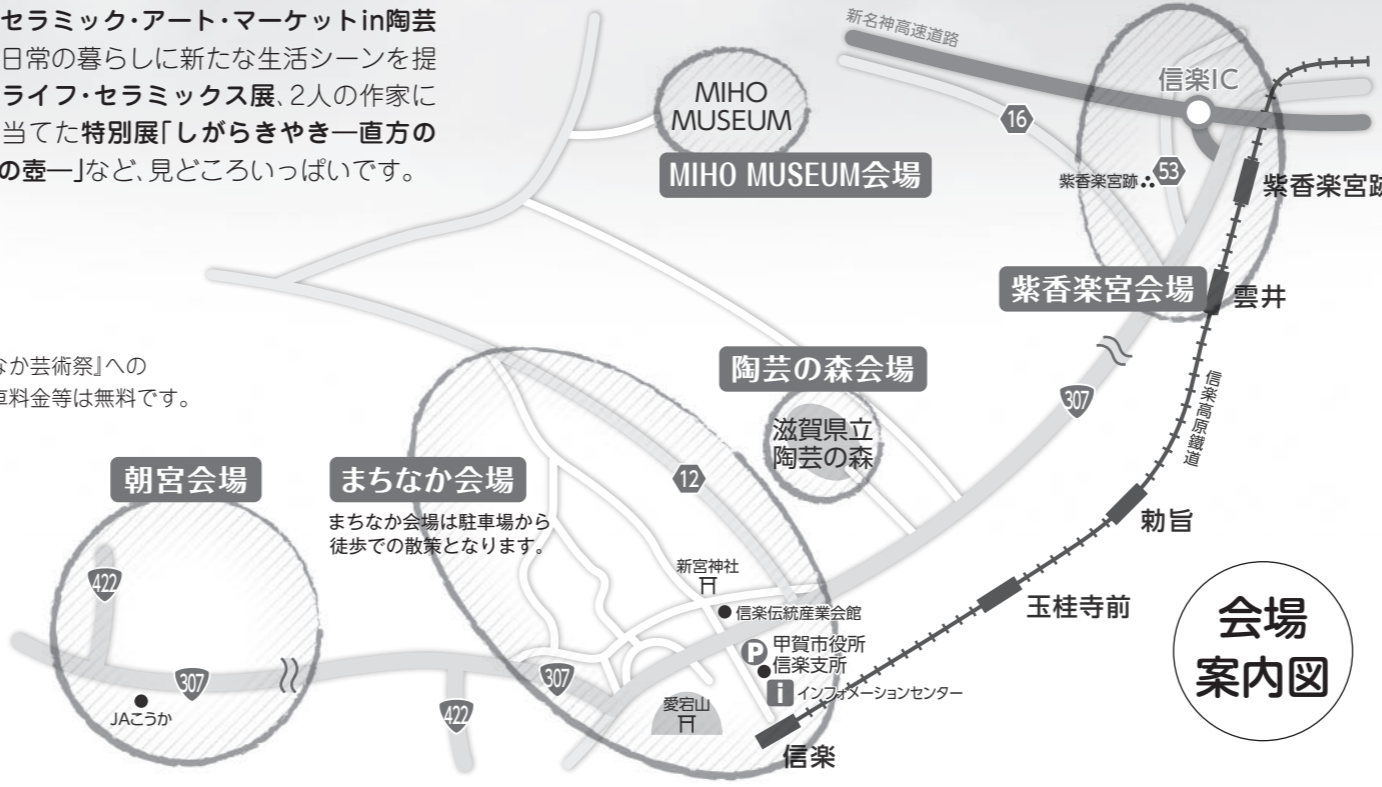 セラミック・アート・マーケットin陶芸
日常の暮らしに新たな生活シーンを提
ライフ・セラミックス展、2人の作家に
当てた特別展「しがらきやき―直方の
の壺―」など、見どころいっぱいです。
なか芸術祭』への
車料金等は無料です。
新名神高速道路
MIHO
MUSEUM
MIHO MUSEUM会場
信楽IC
16
53
紫香楽宮跡
紫香楽宮跡
紫香楽宮会場
雲井
陶芸の森会場
滋賀県立
陶芸の森
307
信楽高原鐵道
朝宮会場
まちなか会場
まちなか会場は駐車場から
徒歩での散策となります。
12
勅旨
422
新宮神社
信楽伝統産業会館
玉桂寺前
会場
案内図
P
甲賀市役所
信楽支所
i
インフォメーションセンター
307
307
JAこうか
422
愛宕山
信楽